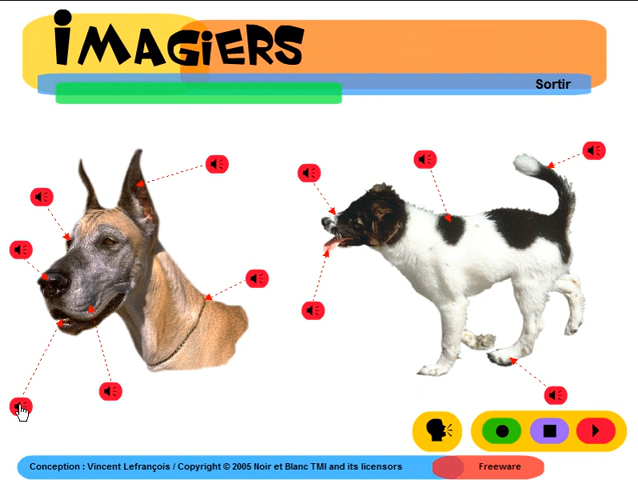 iMAGiERS
Sortir
Conception : Vincent Lefrançois / Copyright © 2005 Noir et Blanc TMI and its licensors
Freeware